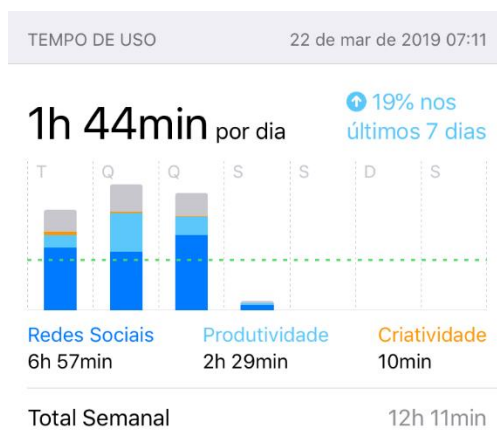 TEMPO DE USO 22 de mar de 2019 07:11
1h 44min por dia
19% nos
últimos 7 dias
T Q Q S S D S
Redes Sociais Produtividade Criatividade
6h 57min 2h 29min 10min
Total Semanal 12h 11min